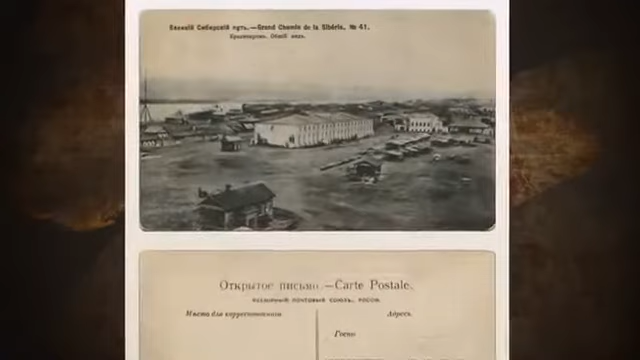 Великій Сибирскій путь.—Grand Chemin de la Sibérie. № 41.
Красноярскъ. Общій видъ.
Открытое письмо.—Carte Postale.
ВСЕМІРНЫЙ ПОЧТОВЫЙ СОЮЗЪ, РОССІЯ.
Мѣсто для корреспонденціи
Адресъ.